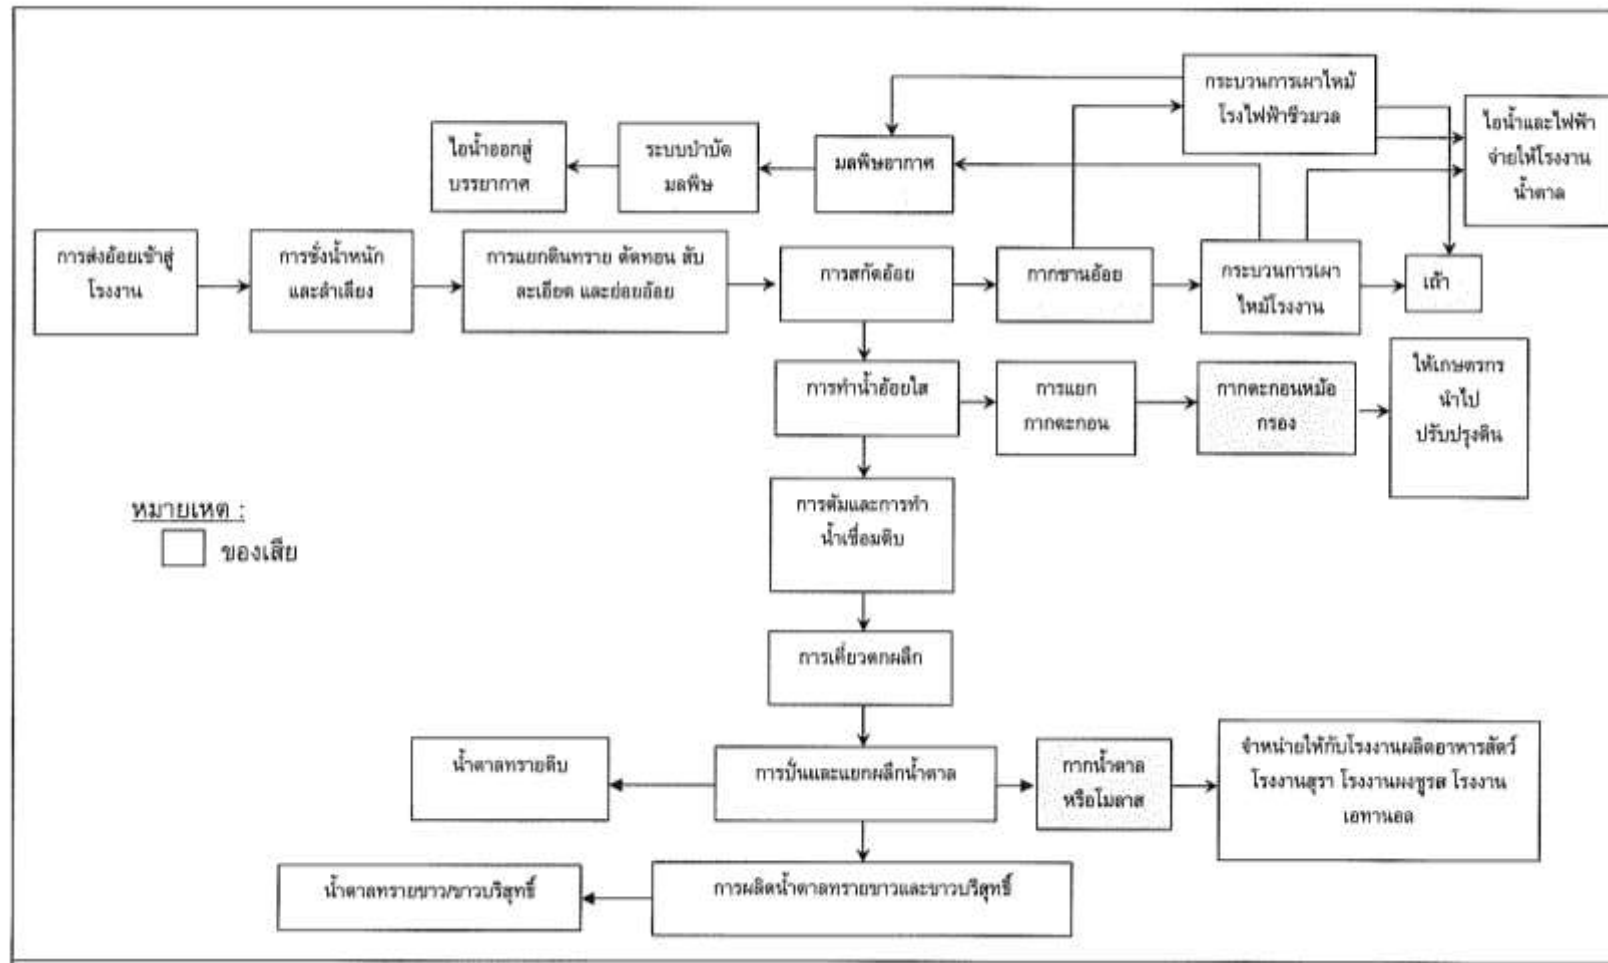 กระบวนการเผาไหม้
โรงไฟฟ้าชีวมวล
ไอน้ำและไฟฟ้า
จ่ายให้โรงงาน
น้ำตาล
ไอน้ำออกสู่
บรรยากาศ
ระบบบำบัด
มลพิษ
มลพิษอากาศ
การส่งอ้อยเข้าสู่
โรงงาน
การชั่งน้ำหนัก
และลำเลียง
การแยกดินทราย ตัดทอน สับ
ละเอียด และย่อยอ้อย
การสกัดอ้อย
กากชานอ้อย
กระบวนการเผา
ไหม้โรงงาน
เถ้า
การทำน้ำอ้อยใส
การแยก
กากตะกอน
กากตะกอนหม้อ
กรอง
ให้เกษตรกร
นำไป
ปรับปรุงดิน
การต้มและการทำ
น้ำเชื่อมดิบ
หมายเหตุ :
ของเสีย
การเคี่ยวตกผลึก
น้ำตาลทรายดิบ
การปั่นและแยกผลึกน้ำตาล
กากน้ำตาล
หรือโมลาส
จำหน่ายให้กับโรงงานผลิตอาหารสัตว์
โรงงานสุรา โรงงานผงชูรส โรงงาน
เอทานอล
น้ำตาลทรายขาว/ขาวบริสุทธิ์
การผลิตน้ำตาลทรายขาวและขาวบริสุทธิ์